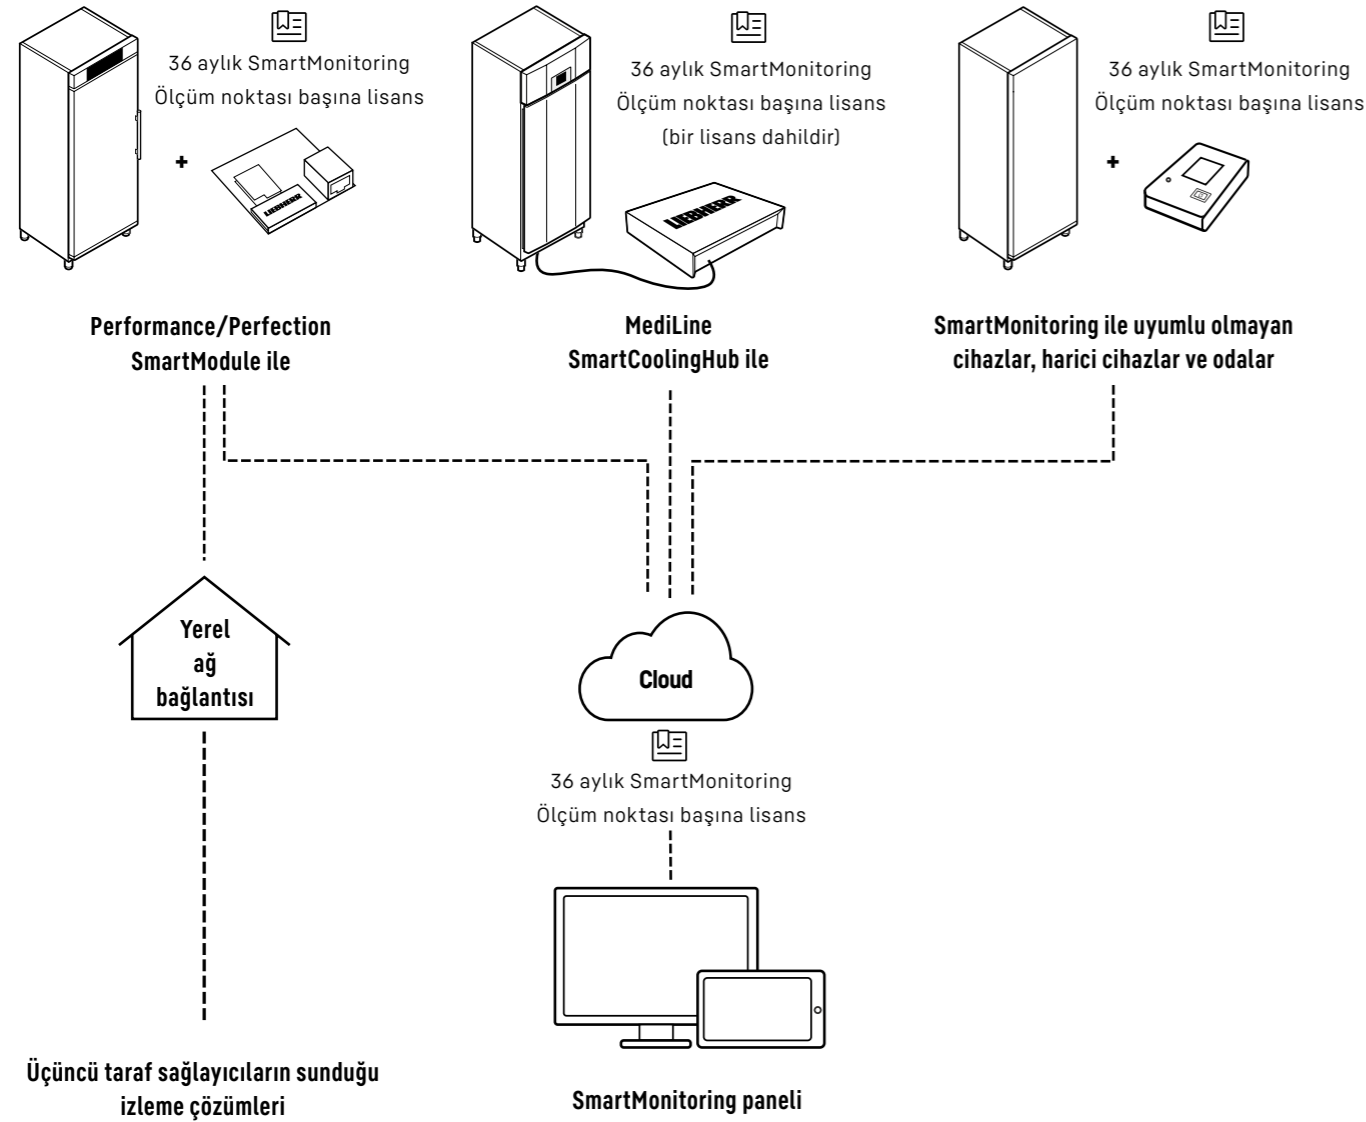 36 aylık SmartMonitoring
Ölçüm noktası başına lisans
+
LIEBHERR
Performance/Perfection
SmartModule ile
36 aylık SmartMonitoring
Ölçüm noktası başına lisans
(bir lisans dahildir)
LIEBHERR
MediLine
SmartCoolingHub ile
36 aylık SmartMonitoring
Ölçüm noktası başına lisans
+
SmartMonitoring ile uyumlu olmayan
cihazlar, harici cihazlar ve odalar
Yerel
ağ
bağlantısı
Cloud
36 aylık SmartMonitoring
Ölçüm noktası başına lisans
Üçüncü taraf sağlayıcıların sunduğu
izleme çözümleri
SmartMonitoring paneli